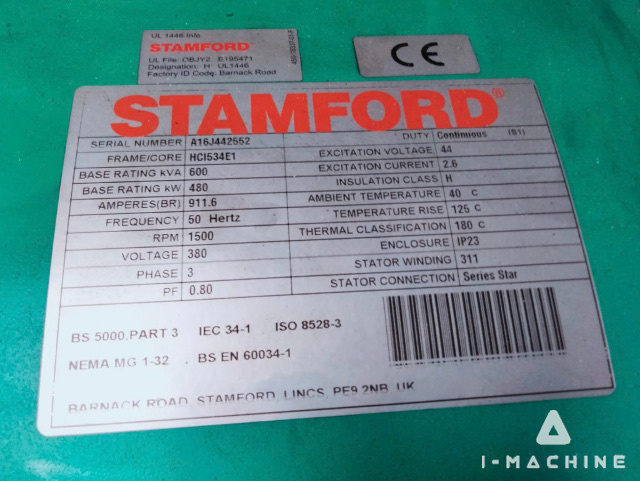 UL 1446 Info.
STAMFORD
UL File: OBJY2 E195471
Designation: H UL1446
Factory ID Code: Barnack Road
CE
STAMFORD®
SERIAL NUMBER A16J442552
FRAME/CORE HCI534E1
BASE RATING kVA 600
BASE RATING kW 480
AMPERES(BR) 911.6
FREQUENCY 50 Hertz
RPM 1500
VOLTAGE 380
PHASE 3
PF 0.80
DUTY Continuous (S1)
EXCITATION VOLTAGE 44
EXCITATION CURRENT 2.6
INSULATION CLASS H
AMBIENT TEMPERATURE 40 C
TEMPERATURE RISE 125 C
THERMAL CLASSIFICATION 180 C
ENCLOSURE IP23
STATOR WINDING 311
STATOR CONNECTION Series Star
BS 5000,PART 3 IEC 34-1 ISO 8528-3
NEMA MG 1-32 . BS EN 60034-1
BARNACK ROAD, STAMFORD, LINCS, PE9 2NB, UK
I-MACHINE